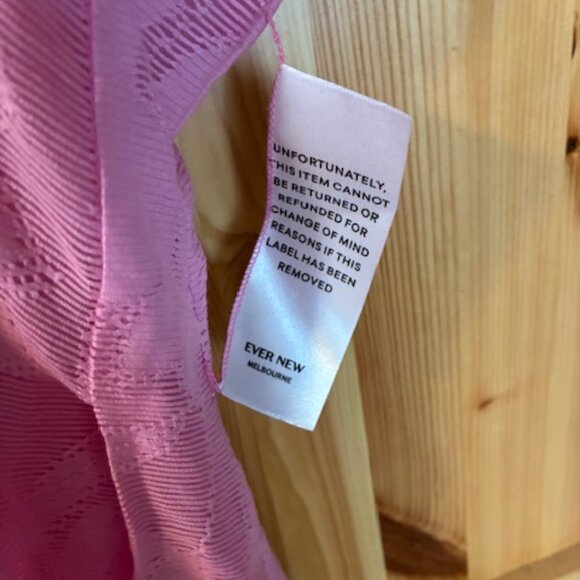 UNFORTUNATELY,
THIS ITEM CANNOT
BE RETURNED OR
REFUNDED FOR
CHANGE OF MIND
REASONS IF THIS
LABEL HAS BEEN
REMOVED
EVER NEW
MELBOURNE